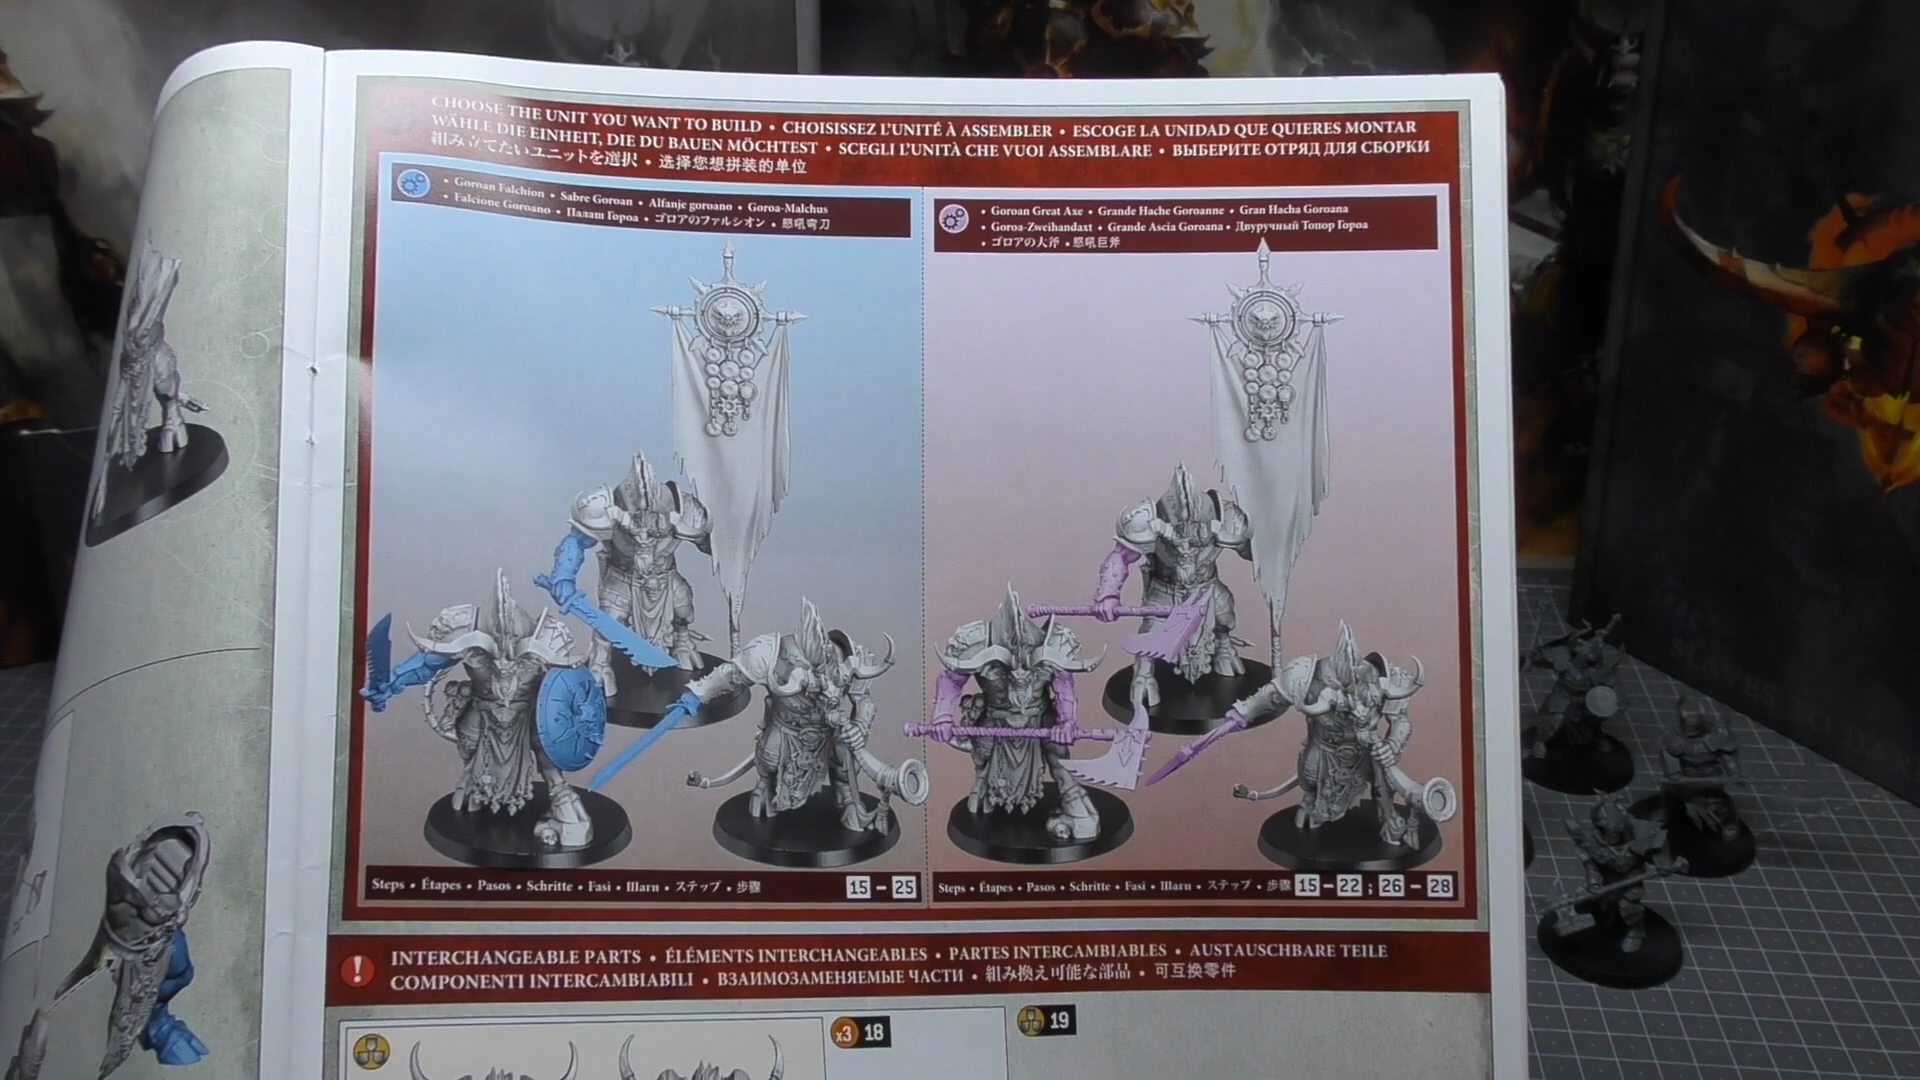 CHOOSE THE UNIT YOU WANT TO BUILD • CHOISISSEZ L'UNITÉ À ASSEMBLER • ESCOGE LA UNIDAD QUE QUIERES MONTAR
WÄHLE DIE EINHEIT, DIE DU BAUEN MÖCHTEST • SCEGLI L'UNITÀ CHE VUOI ASSEMBLARE • ВЫБЕРИТЕ ОТРЯД ДЛЯ СБОРКИ
組み立てたいユニットを選択 • 选择您想拼装的单位
• Goroan Falchion • Sabre Goroan • Alfanje goroano • Goroa-Malchus
• Falcione Goroano • Палаш Гороа • ゴロアのファルシオン • 怒吼弯刀
• Goroan Great Axe • Grande Hache Goroanne • Gran Hacha Goroana
• Goroa-Zweihandaxt • Grande Ascia Goroana • Двуручный Топор Гороа
• ゴロアの大斧 • 怒吼巨斧
Steps • Étapes • Pasos • Schritte • Fasi • Шаги • ステップ • 步骤 15 – 25
Steps • Étapes • Pasos • Schritte • Fasi • Шаги • ステップ • 步骤 15 – 22 ; 26 – 28
! INTERCHANGEABLE PARTS • ÉLÉMENTS INTERCHANGEABLES • PARTES INTERCAMBIABLES • AUSTAUSCHBARE TEILE
COMPONENTI INTERCAMBIABILI • ВЗАИМОЗАМЕНЯЕМЫЕ ЧАСТИ • 組み換え可能な部品 • 可互换零件
x3 18
19